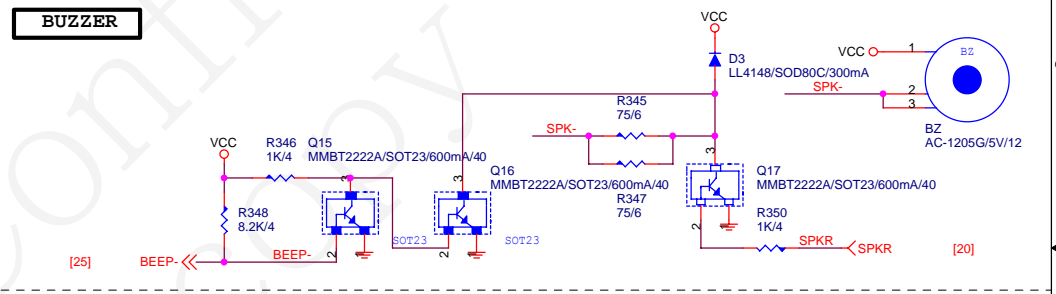 BUZZER
VCC
D3
LL4148/SOD80C/300mA
VCC
1
BZ
SPK-
2
3
BZ
AC-1205G/5V/12
R345
75/6
SPK-
R347
75/6
VCC
R346
1K/4
Q15
MMBT2222A/SOT23/600mA/40
3
2
SOT23
R348
8.2K/4
Q16
MMBT2222A/SOT23/600mA/40
3
2
SOT23
3
Q17
MMBT2222A/SOT23/600mA/40
2
R350
1K/4
SPKR
SPKR
[20]
[25]
BEEP-
BEEP-
Confi
copy